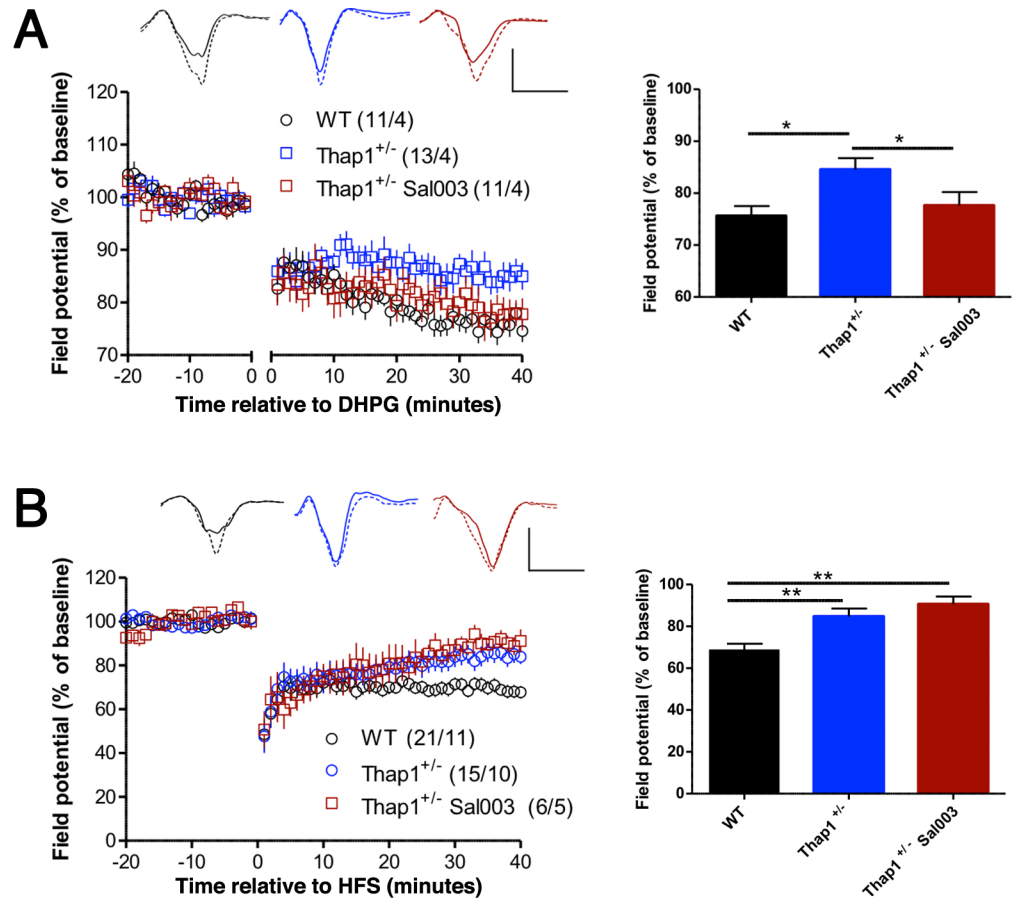 A
Field potential (% of baseline)
120
110
100
90
80
70
-20
-10
0
0
10
20
30
40
Time relative to DHPG (minutes)
WT (11/4)
Thap1+/- (13/4)
Thap1+/- Sal003 (11/4)
Field potential (% of baseline)
100
90
80
70
60
*
*
WT
Thap1+/-
Thap1 +/- Sal003
B
Field potential (% of baseline)
120
100
80
60
40
20
0
-20
-10
0
10
20
30
40
Time relative to HFS (minutes)
WT (21/11)
Thap1+/- (15/10)
Thap1+/- Sal003 (6/5)
Field potential (% of baseline)
100
80
60
40
20
0
**
**
WT
Thap1 +/-
Thap1 +/- Sal003